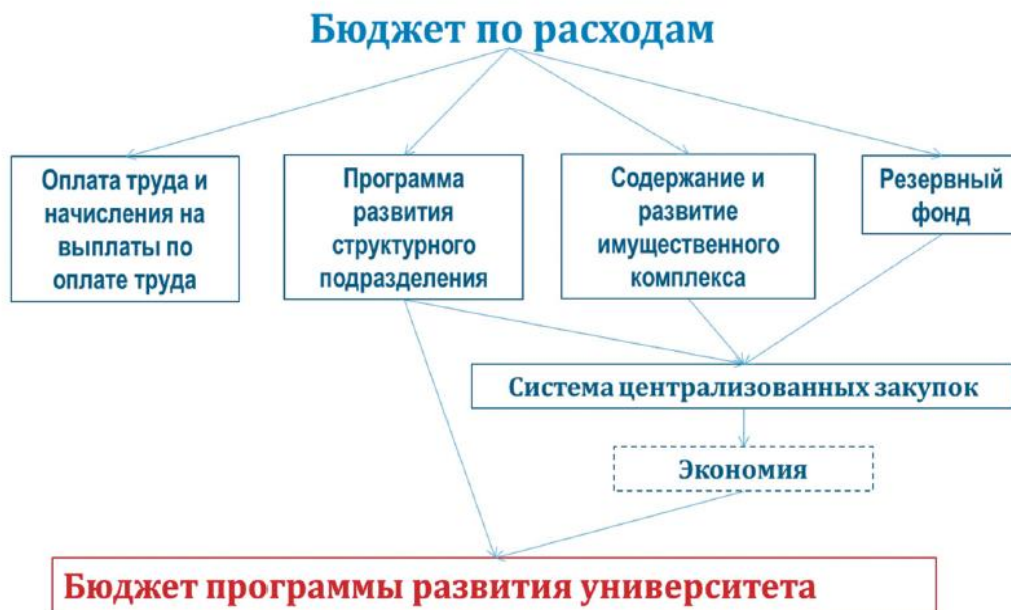 Бюджет по расходам
Оплата труда и
начисления на
выплаты по
оплате труда
Программа
развития
структурного
подразделения
Содержание и
развитие
имущественного
комплекса
Резервный
фонд
Система централизованных закупок
Экономия
Бюджет программы развития университета